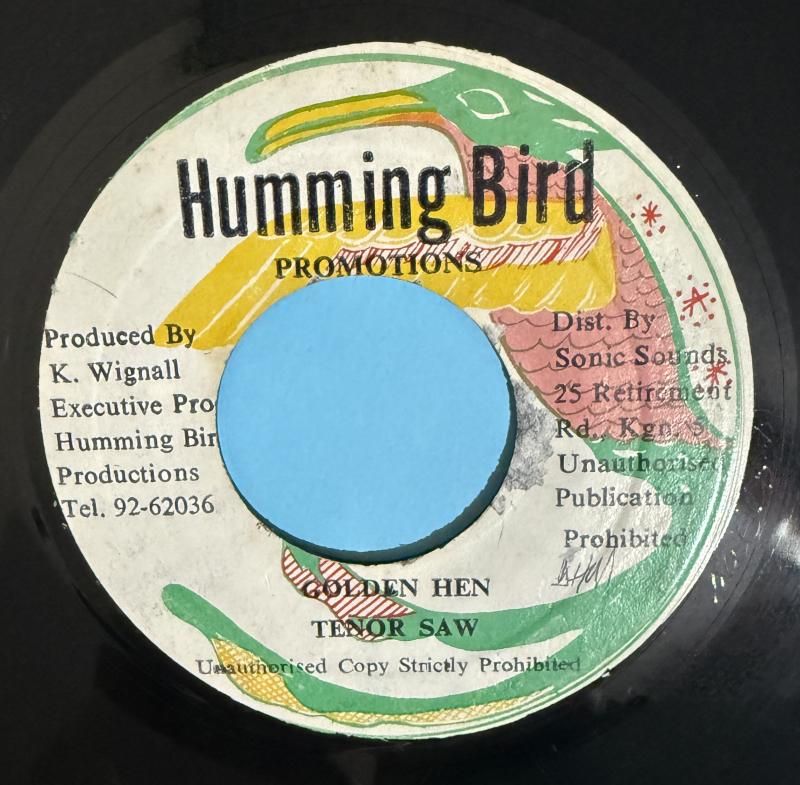 Humming Bird
PROMOTIONS
Produced By
K. Wignall
Executive Pro
Humming Bir
Productions
Tel. 92-62036
Dist. By
Sonic Sounds
25 Retirement
Rd., Kgn. 5.
Unauthorised
Publication
Prohibited
GOLDEN HEN
TENOR SAW
Unauthorised Copy Strictly Prohibited